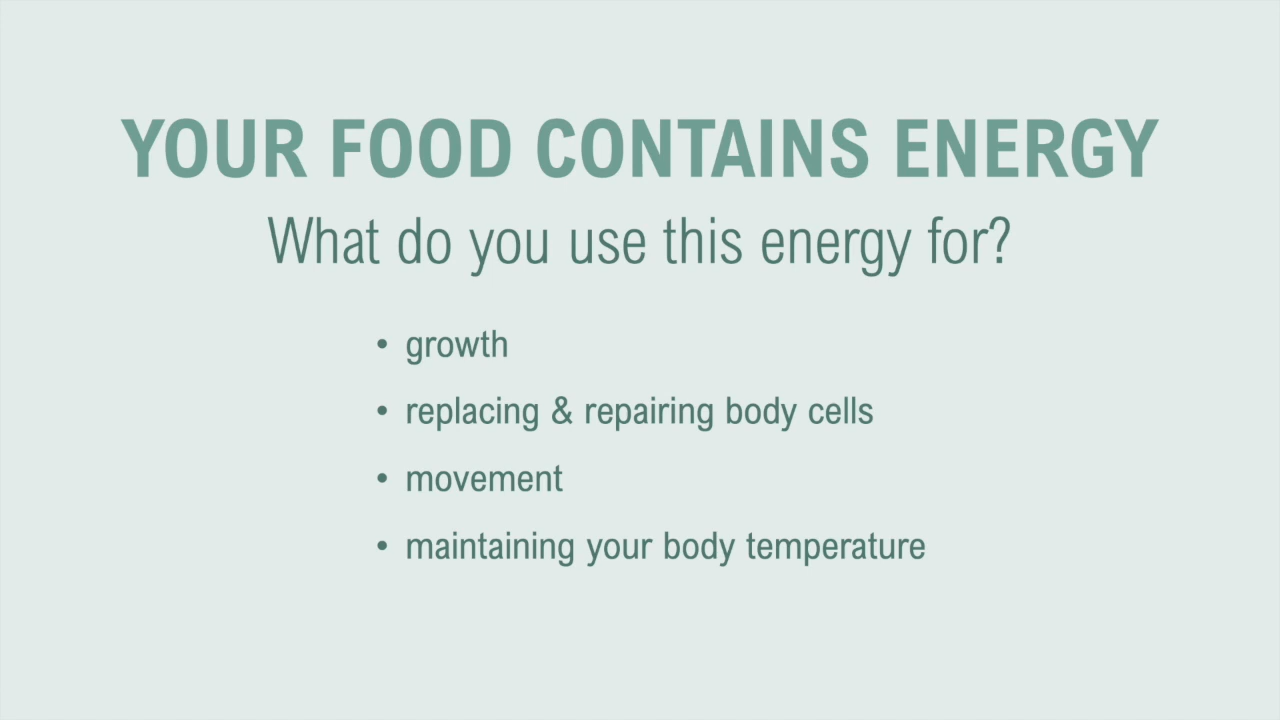 YOUR FOOD CONTAINS ENERGY
What do you use this energy for?
• growth
• replacing & repairing body cells
• movement
• maintaining your body temperature